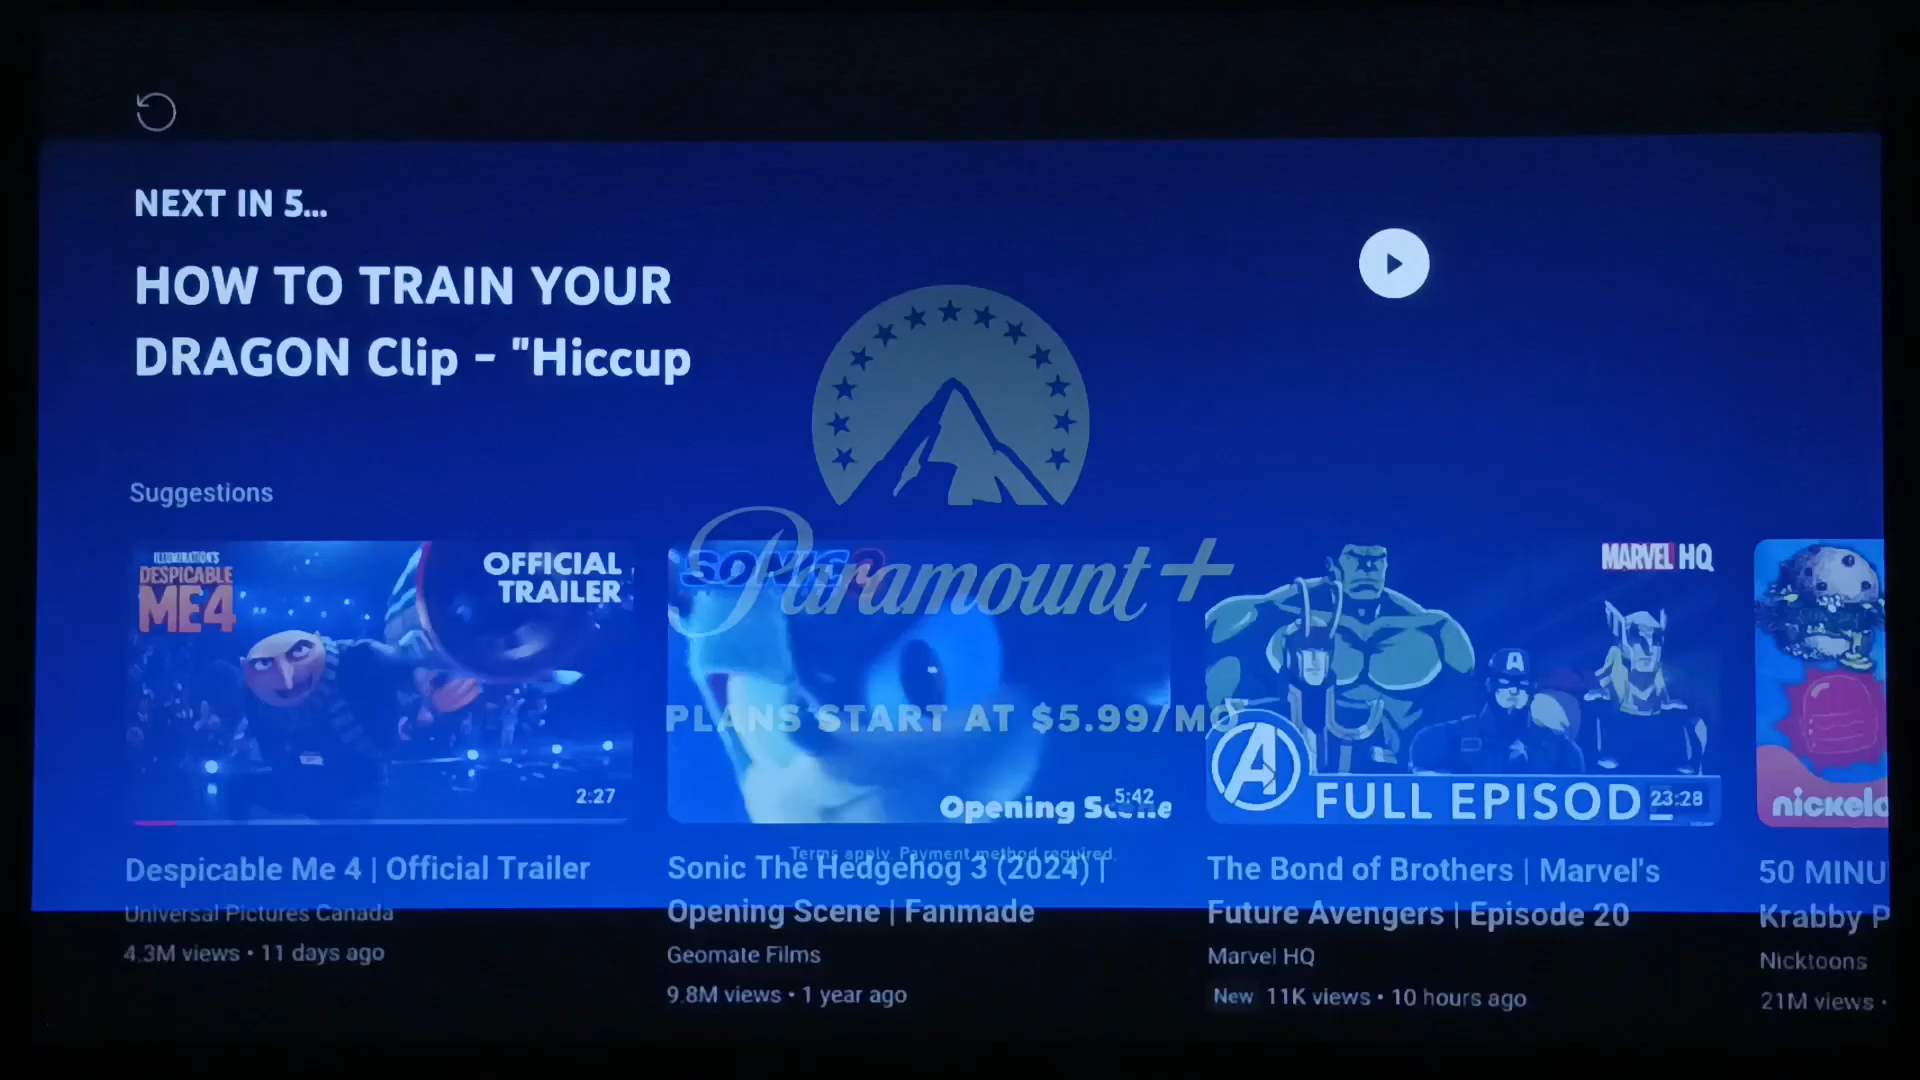 NEXT IN 5...
HOW TO TRAIN YOUR
DRAGON Clip - "Hiccup
Suggestions
Paramount+
PLANS START AT $5.99/MO
Terms apply. Payment method required.
ILLUMINATION'S
DESPICABLE
ME4
OFFICIAL
TRAILER
2:27
Despicable Me 4 | Official Trailer
Universal Pictures Canada
4.3M views • 11 days ago
SONIC
Opening Scene
5:42
Sonic The Hedgehog 3 (2024) |
Opening Scene | Fanmade
Geomate Films
9.8M views • 1 year ago
MARVEL HQ
A
A
FULL EPISOD
23:28
The Bond of Brothers | Marvel's
Future Avengers | Episode 20
Marvel HQ
New 11K views • 10 hours ago
nickelo
50 MINU
Krabby P
Nicktoons
21M views •